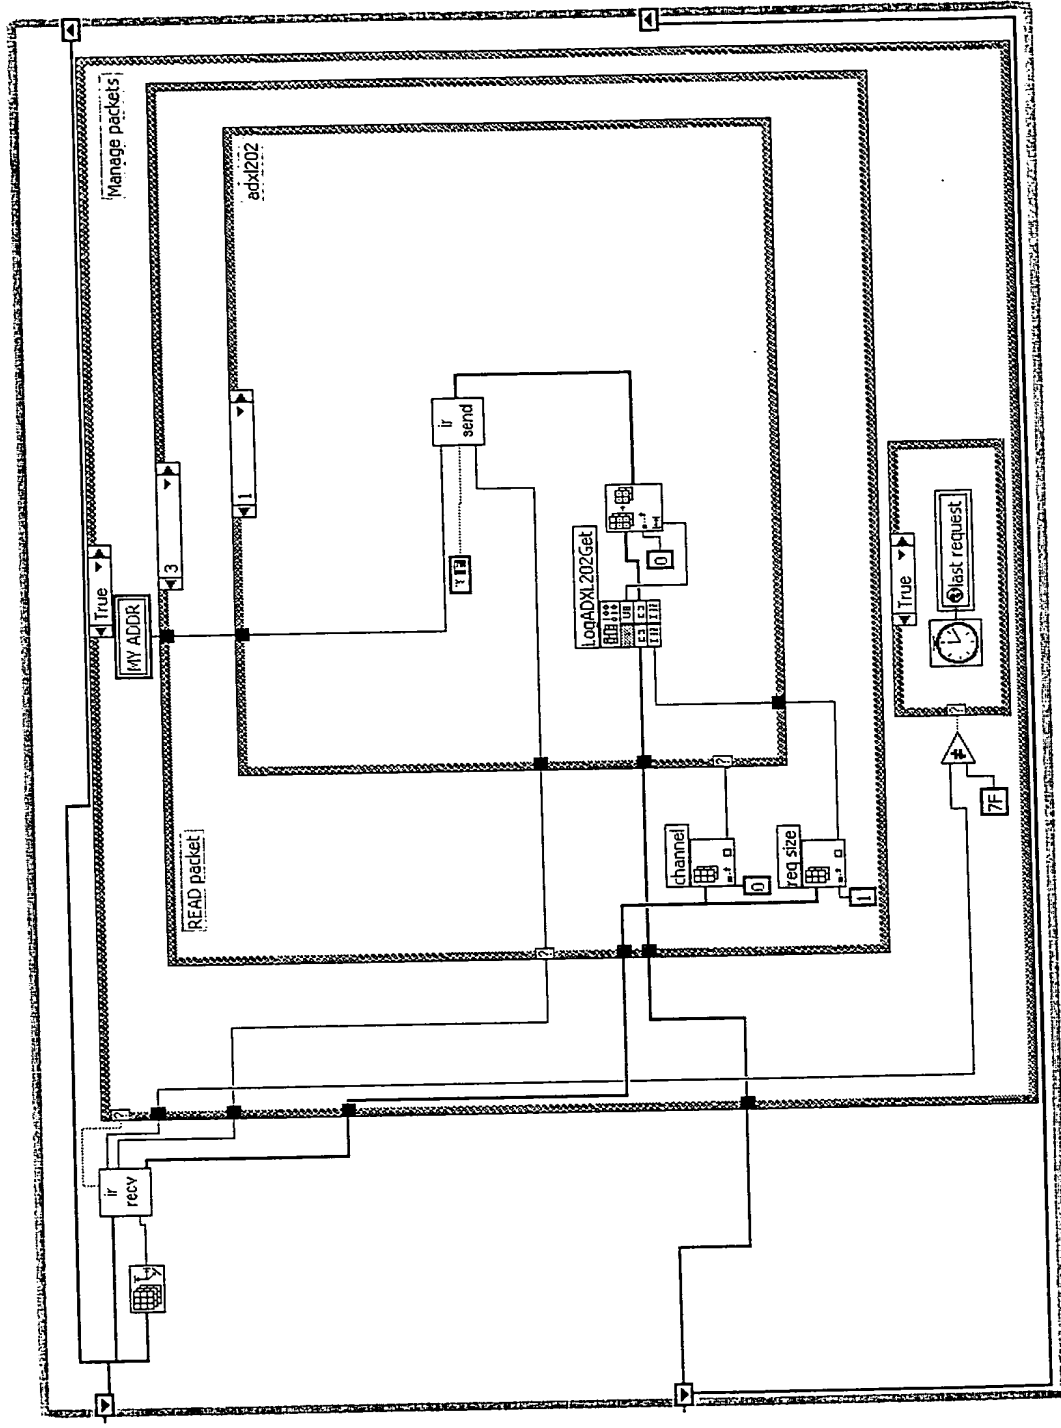 Manage packets
True
MY ADDR
3
READ packet
1
adxl202
ir
recv
ir
send
LogADXL202Get
0
channel
0
req size
1
7F
True
last request